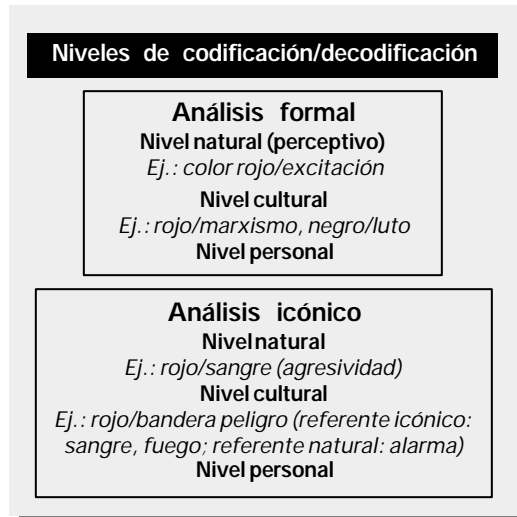 Niveles de codificación/decodificación
Análisis formal
Nivel natural (perceptivo)
Ej.: color rojo/excitación
Nivel cultural
Ej.: rojo/marxismo, negro/luto
Nivel personal
Análisis icónico
Nivel natural
Ej.: rojo/sangre (agresividad)
Nivel cultural
Ej.: rojo/bandera peligro (referente icónico:
sangre, fuego; referente natural: alarma)
Nivel personal